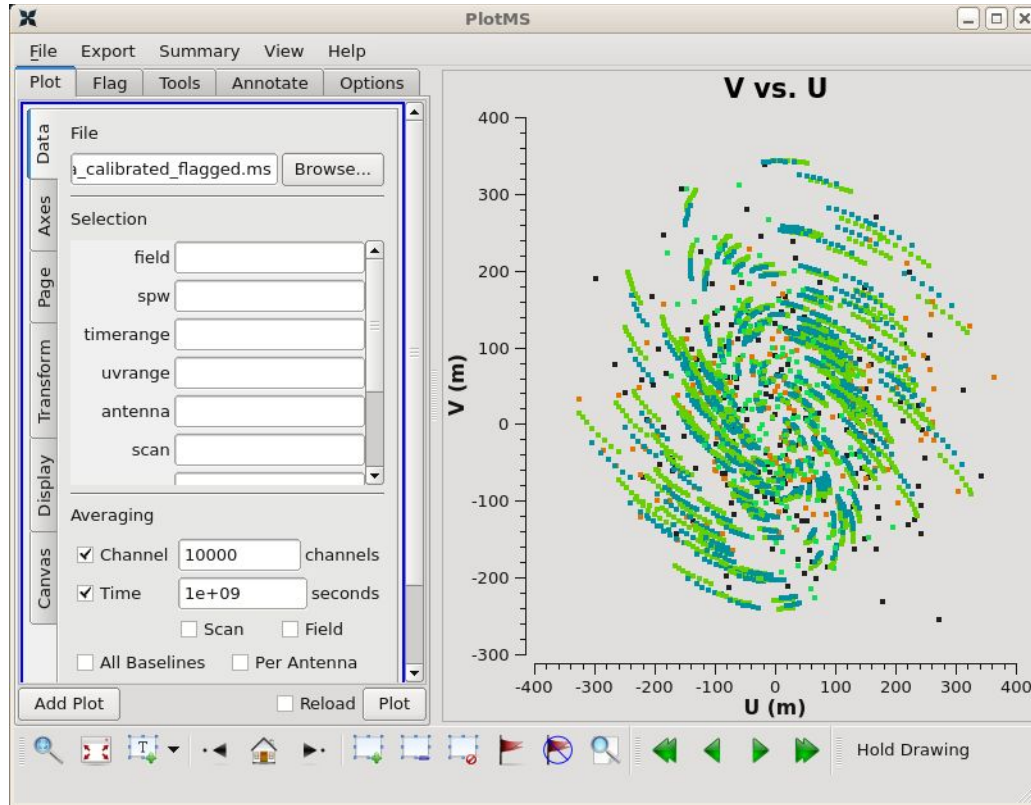 PlotMS
File Export Summary View Help
Plot Flag Tools Annotate Options
Data
Axes
Page
Transform
Display
Canvas
File
a_calibrated_flagged.ms Browse...
Selection
field
spw
timerange
uvrange
antenna
scan
Averaging
Channel 10000 channels
Time 1e+09 seconds
Scan Field
All Baselines Per Antenna
Add Plot Reload Plot
V vs. U
V (m)
400
300
200
100
0
-100
-200
-300
-400 -300 -200 -100 0 100 200 300 400
U (m)
T
Hold Drawing